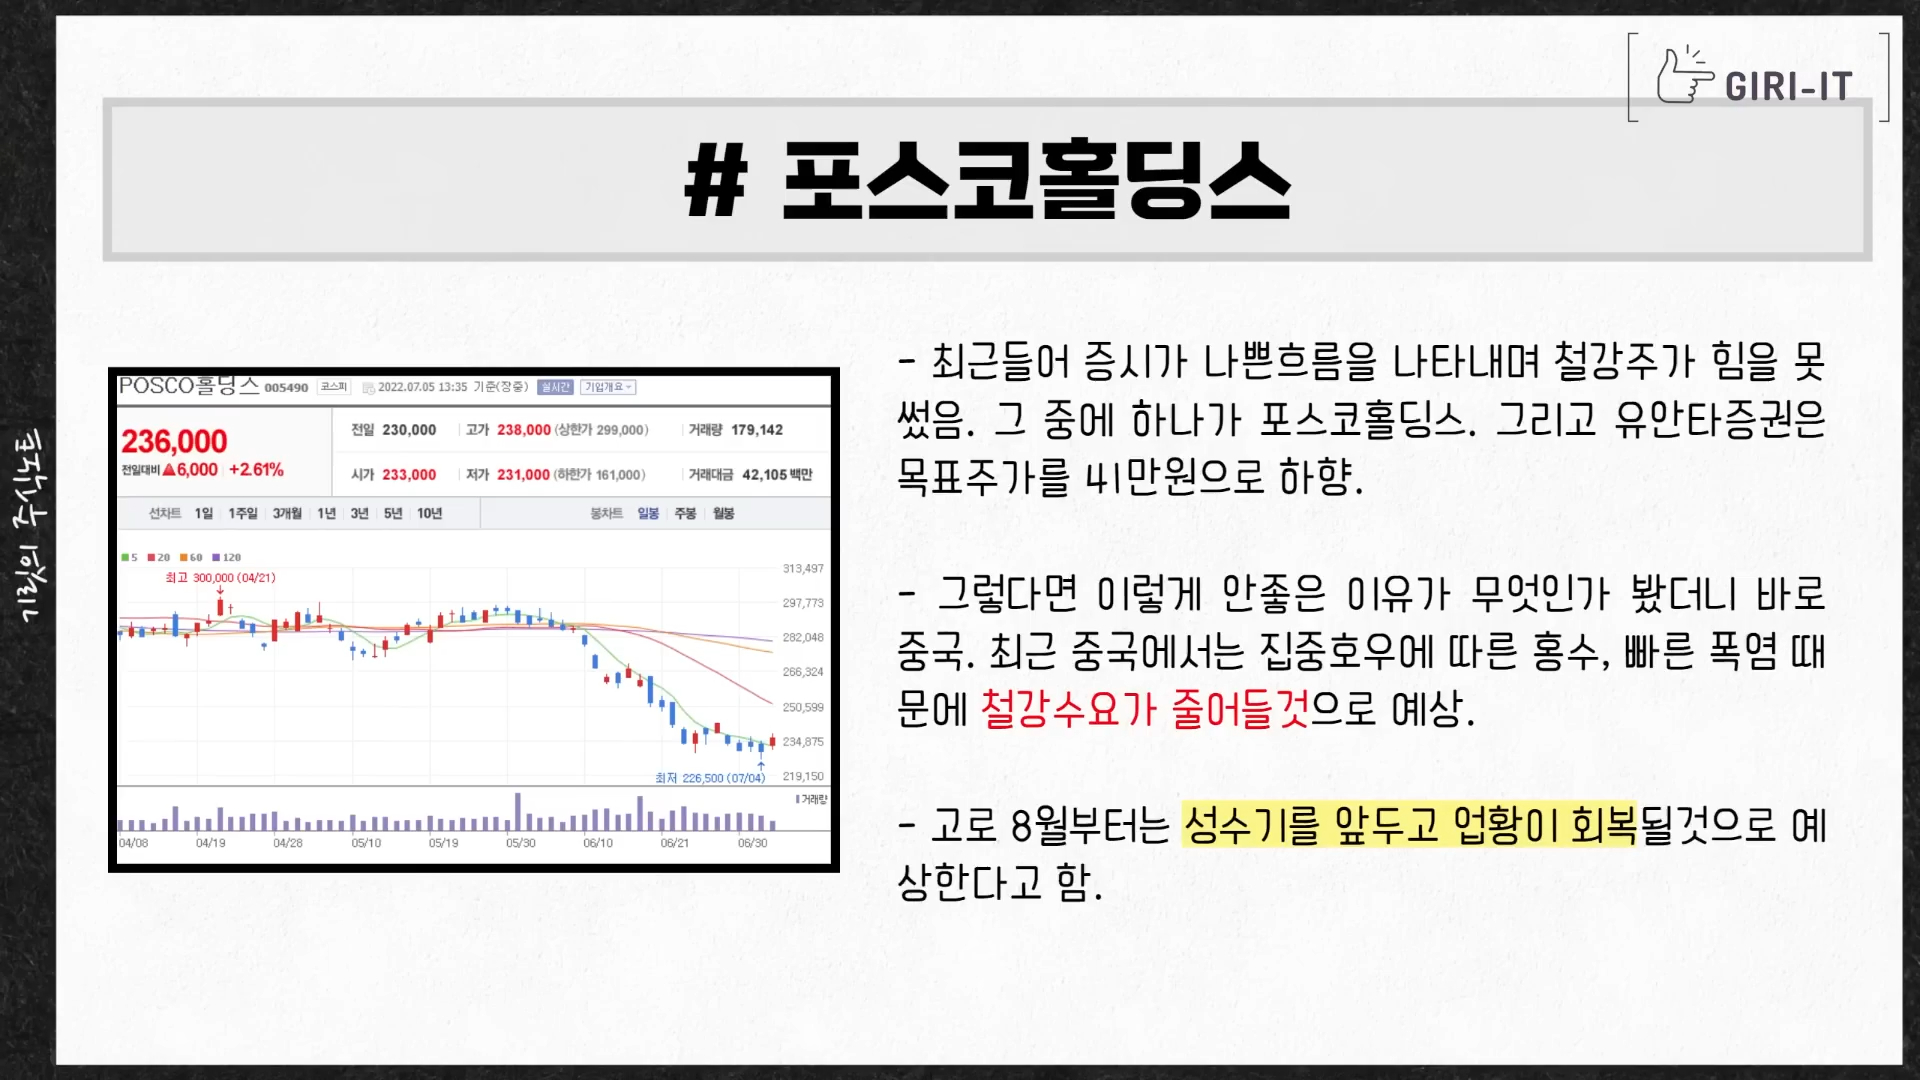 GIRI-IT
# 포스코홀딩스
기릿의 주식노트
POSCO홀딩스 005490 코스피 2022.07.05 13:35 기준(장중) 실시간 기업개요
236,000
전일대비 ▲6,000 +2.61%
전일 230,000 고가 238,000 (상한가 299,000) 거래량 179,142
시가 233,000 저가 231,000 (하한가 161,000) 거래대금 42,105 백만
선차트 1일 1주일 3개월 1년 3년 5년 10년 봉차트 일봉 주봉 월봉
5 20 60 120
최고 300,000 (04/21)
313,497
297,773
282,048
266,324
250,599
234,875
219,150
최저 226,500 (07/04)
거래량
04/08 04/19 04/28 05/10 05/19 05/30 06/10 06/21 06/30
- 최근들어 증시가 나쁜흐름을 나타내며 철강주가 힘을 못
썼음. 그 중에 하나가 포스코홀딩스. 그리고 유안타증권은
목표주가를 41만원으로 하향.
- 그렇다면 이렇게 안좋은 이유가 무엇인가 봤더니 바로
중국. 최근 중국에서는 집중호우에 따른 홍수, 빠른 폭염 때
문에 철강수요가 줄어들것으로 예상.
- 고로 8월부터는 성수기를 앞두고 업황이 회복될것으로 예
상한다고 함.